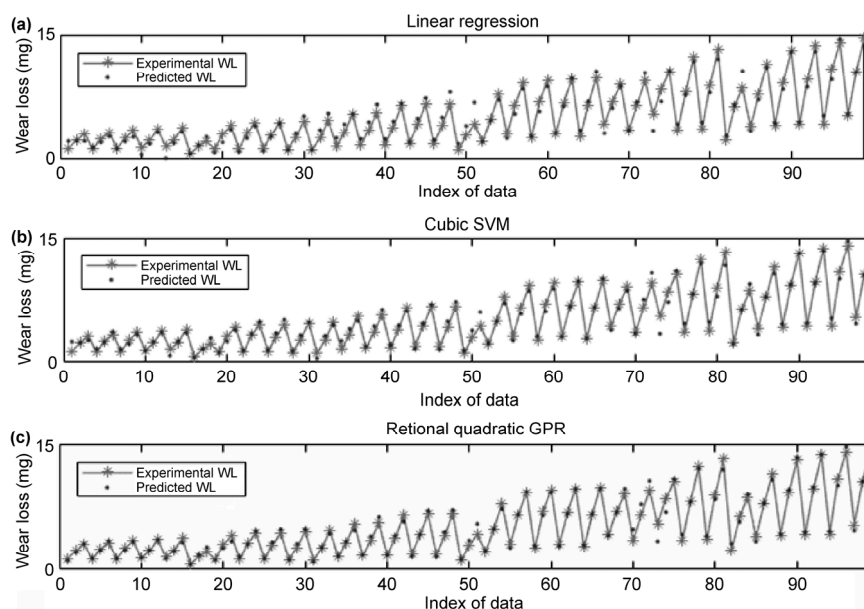 (a)
Linear regression
Wear loss (mg)
15
0
Experimental WL
Predicted WL
0 10 20 30 40 50 60 70 80 90
Index of data
(b)
Cubic SVM
Wear loss (mg)
15
0
Experimental WL
Predicted WL
0 10 20 30 40 50 60 70 80 90
Index of data
(c)
Retional quadratic GPR
Wear loss (mg)
15
0
Experimental WL
Predicted WL
0 10 20 30 40 50 60 70 80 90
Index of data